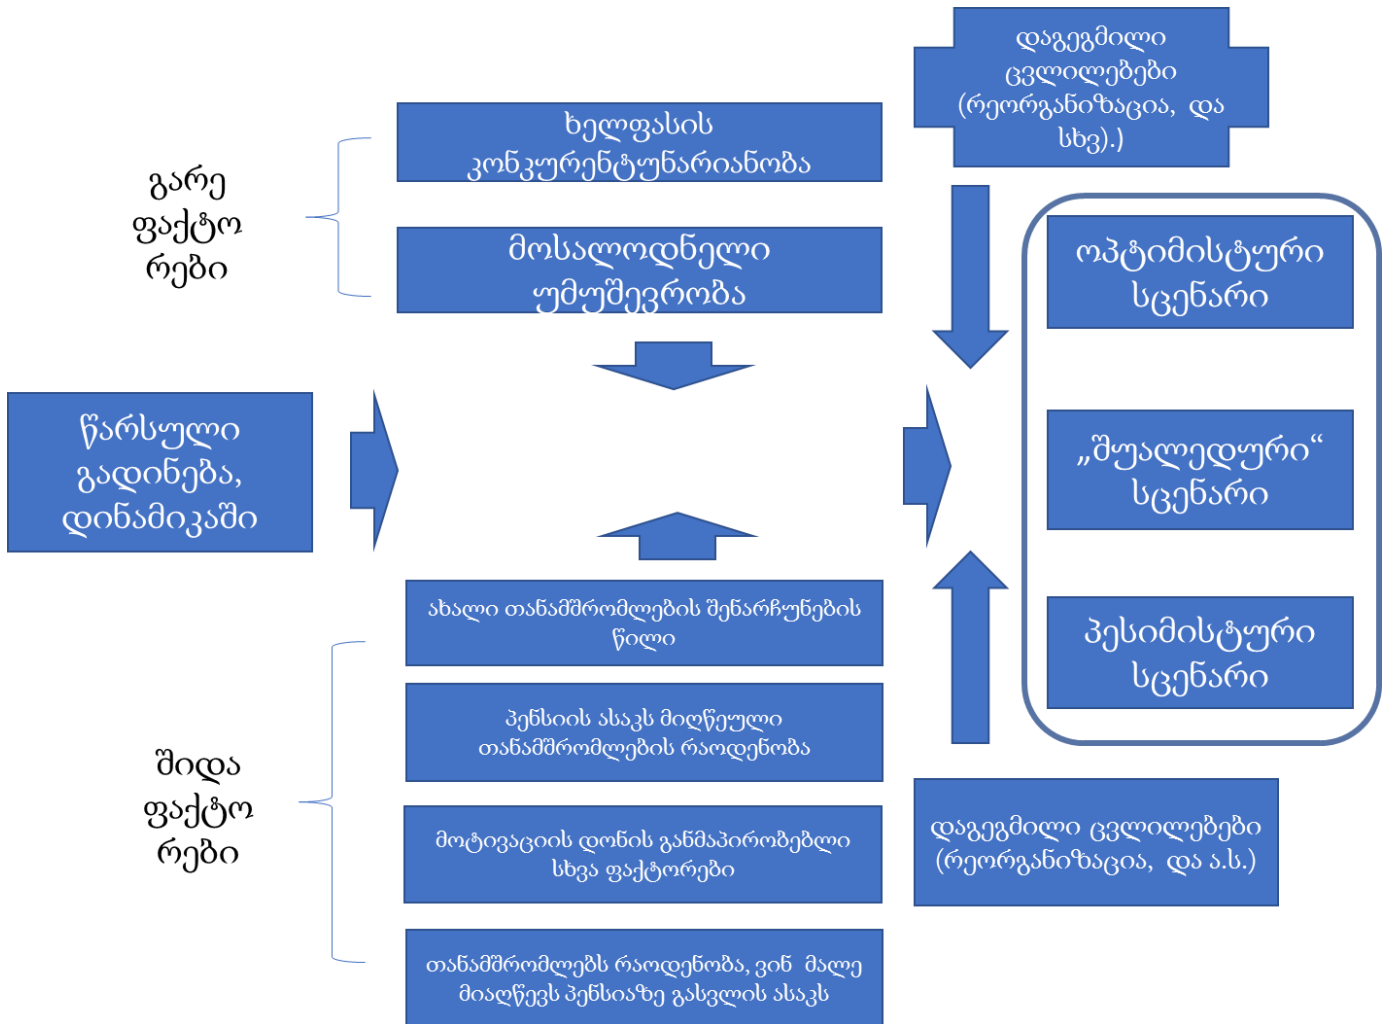 დაგეგმილი
ცვლილებები
(რეორგანიზაცია, და
სხვ).)
ხელფასის
კონკურენტუნარიანობა
გარე
ფაქტო
რები
მოსალოდნელი
უმუშევრობა
ოპტიმისტური
სცენარი
წარსული
გადინება,
დინამიკაში
„შუალედური“
სცენარი
ახალი თანამშრომლების შენარჩუნების
წილი
პესიმისტური
სცენარი
პენსიის ასაკს მიღწეული
თანამშრომლების რაოდენობა
შიდა
ფაქტო
რები
მოტივაციის დონის განმაპირობებლი
სხვა ფაქტორები
დაგეგმილი ცვლილებები
(რეორგანიზაცია, და ა.ს.)
თანამშრომლებს რაოდენობა, ვინ მალე
მიაღწევს პენსიაზე გასვლის ასაკს